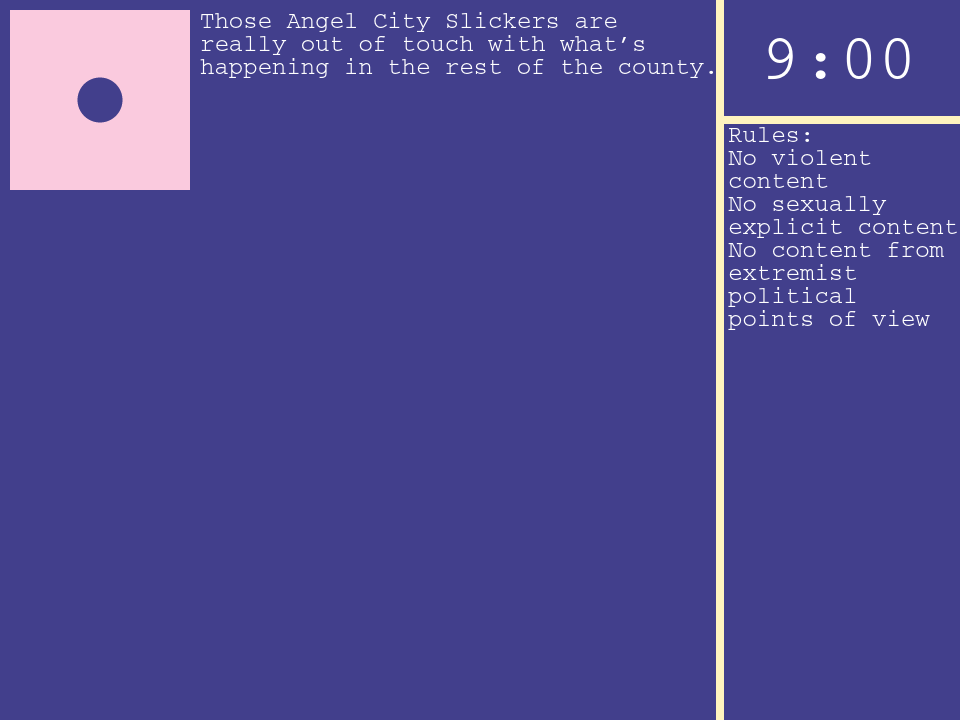 Those Angel City Slickers are
really out of touch with what’s
happening in the rest of the county.
9:00
Rules:
No violent
content
No sexually
explicit content
No content from
extremist
political
points of view